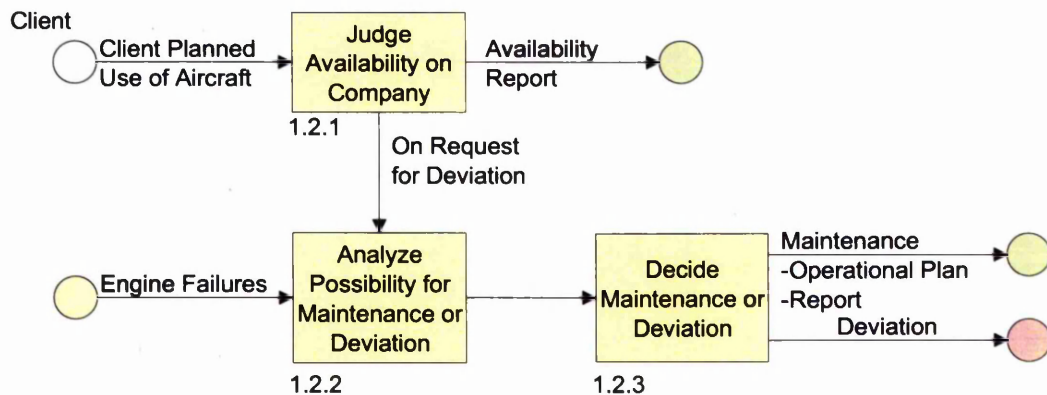 Client
Client Planned
Use of Aircraft
Judge
Availability on
Company
1.2.1
Availability
Report
On Request
for Deviation
Engine Failures
Analyze
Possibility for
Maintenance or
Deviation
1.2.2
Decide
Maintenance or
Deviation
1.2.3
Maintenance
-Operational Plan
-Report
Deviation